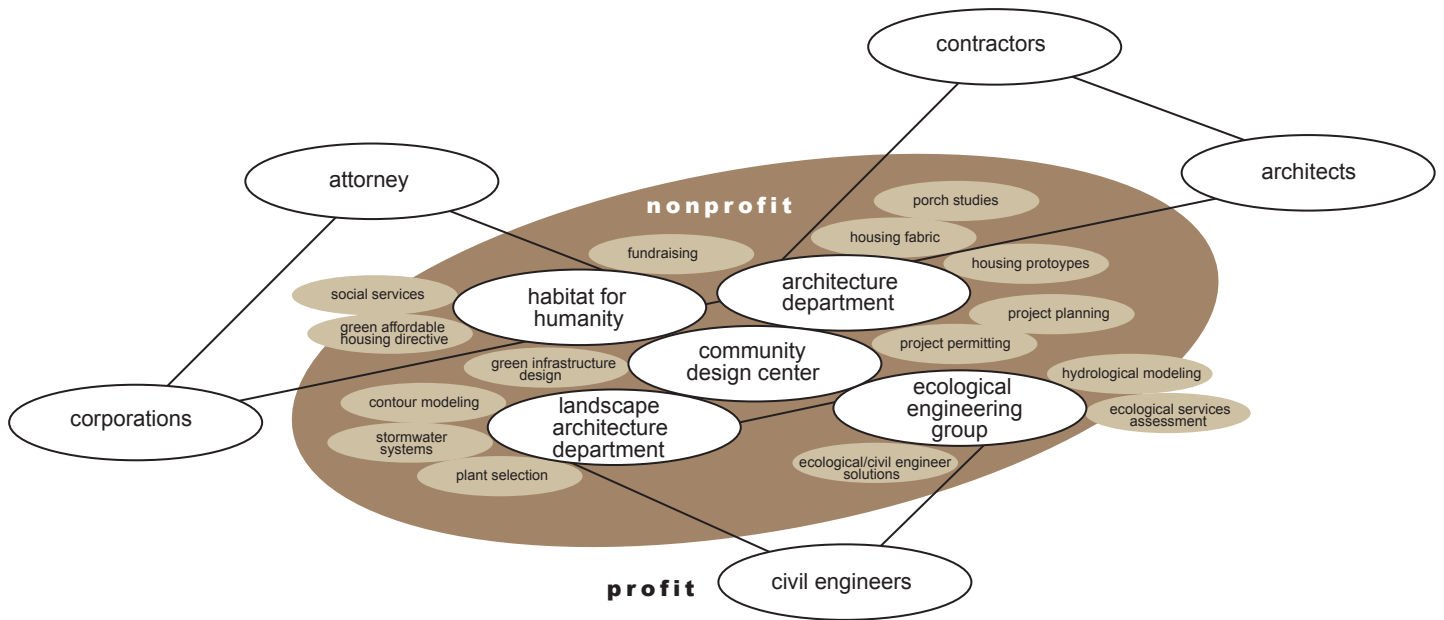 contractors
attorney
architects
nonprofit
porch studies
housing fabric
fundraising
housing protoypes
architecture
department
social services
habitat for
humanity
project planning
green affordable
housing directive
project permitting
community
design center
green infrastructure
design
hydrological modeling
corporations
contour modeling
landscape
architecture
department
ecological
engineering
group
ecological services
assessment
stormwater
systems
plant selection
ecological/civil engineer
solutions
profit
civil engineers